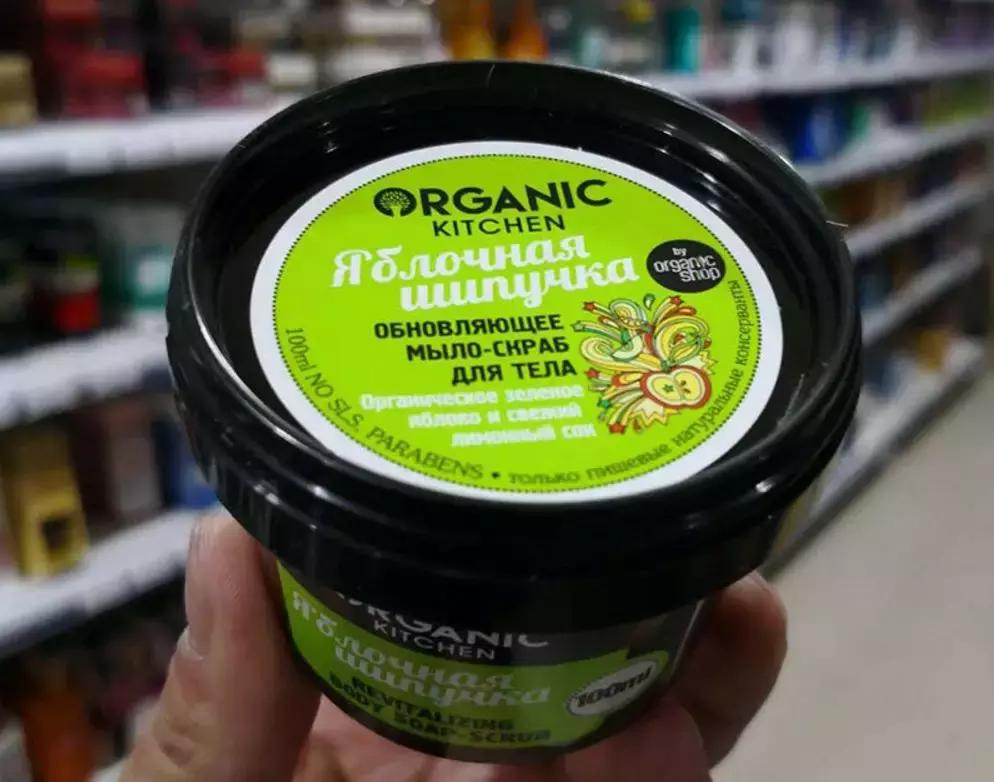 ORGANIC
KITCHEN
Яблочная
шипучка
by
organic
shop
ОБНОВЛЯЮЩЕЕ
МЫЛО-СКРАБ
ДЛЯ ТЕЛА
Органическое зеленое
яблоко и свежий
лимонный сок
100ml NO SLS, PARABENS • только пищевые натуральные консерванты
ORGANIC
KITCHEN
Яблочная
шипучка
100ml
REVITALIZING
BODY SOAP-SCRUB